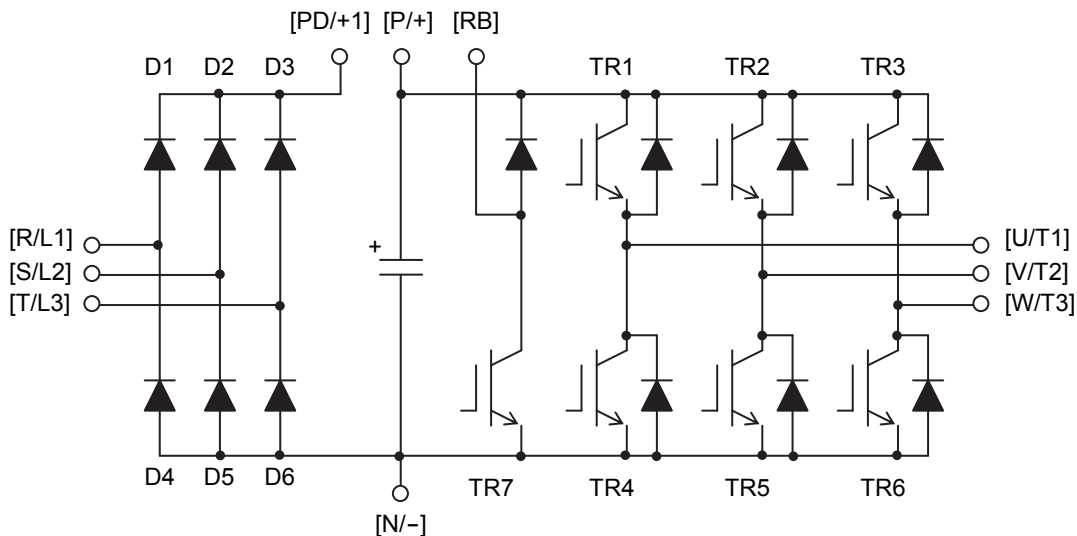 [PD/+1] [P/+] [RB]
D1 D2 D3 TR1 TR2 TR3
[R/L1] + [U/T1]
[S/L2] [V/T2]
[T/L3] [W/T3]
D4 D5 D6 TR7 TR4 TR5 TR6
[N/−]